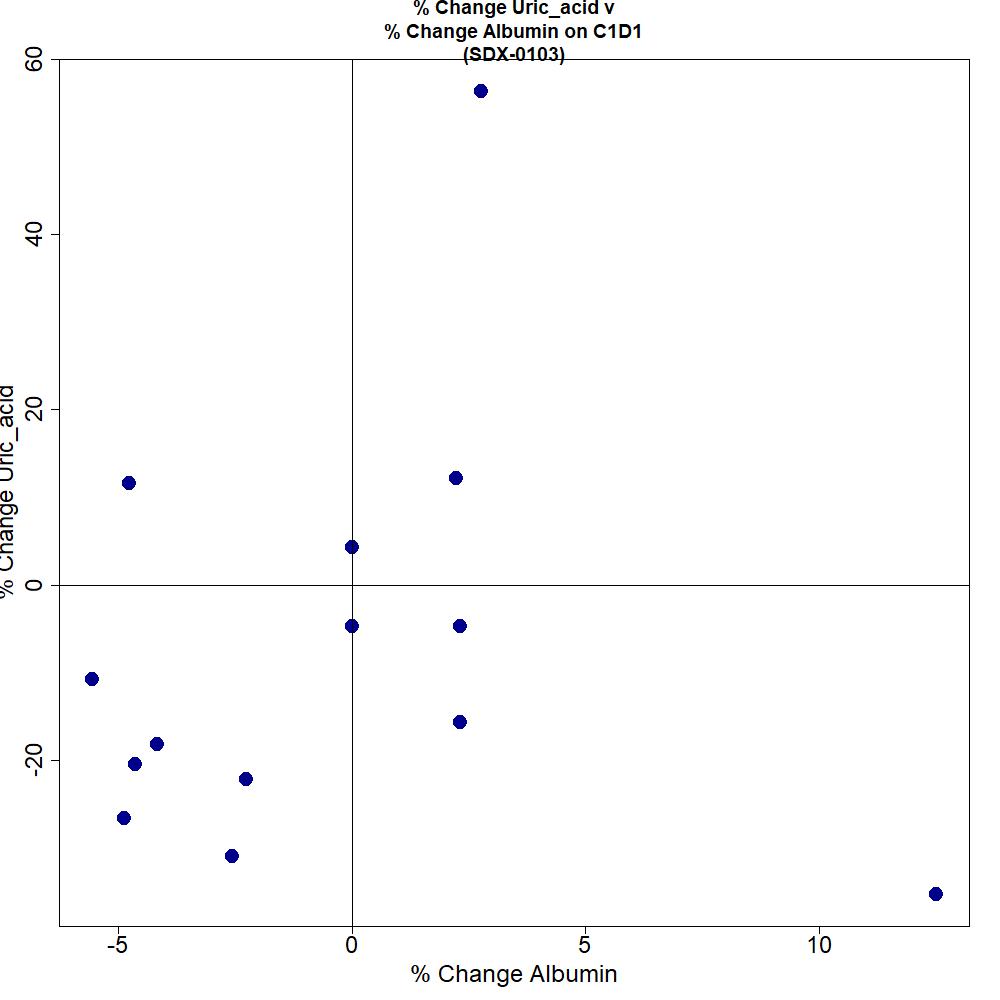 % Change Uric_acid v
% Change Albumin on C1D1
(SDX-0103)
60
40
20
0
-20
% Change Uric_acid
-5
0
5
10
% Change Albumin